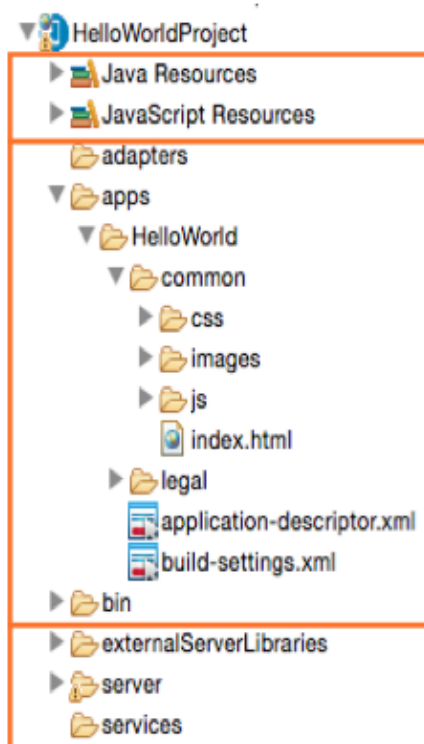 HelloWorldProject
Java Resources
JavaScript Resources
adapters
apps
HelloWorld
common
css
images
js
index.html
legal
application-descriptor.xml
build-settings.xml
bin
externalServerLibraries
server
services